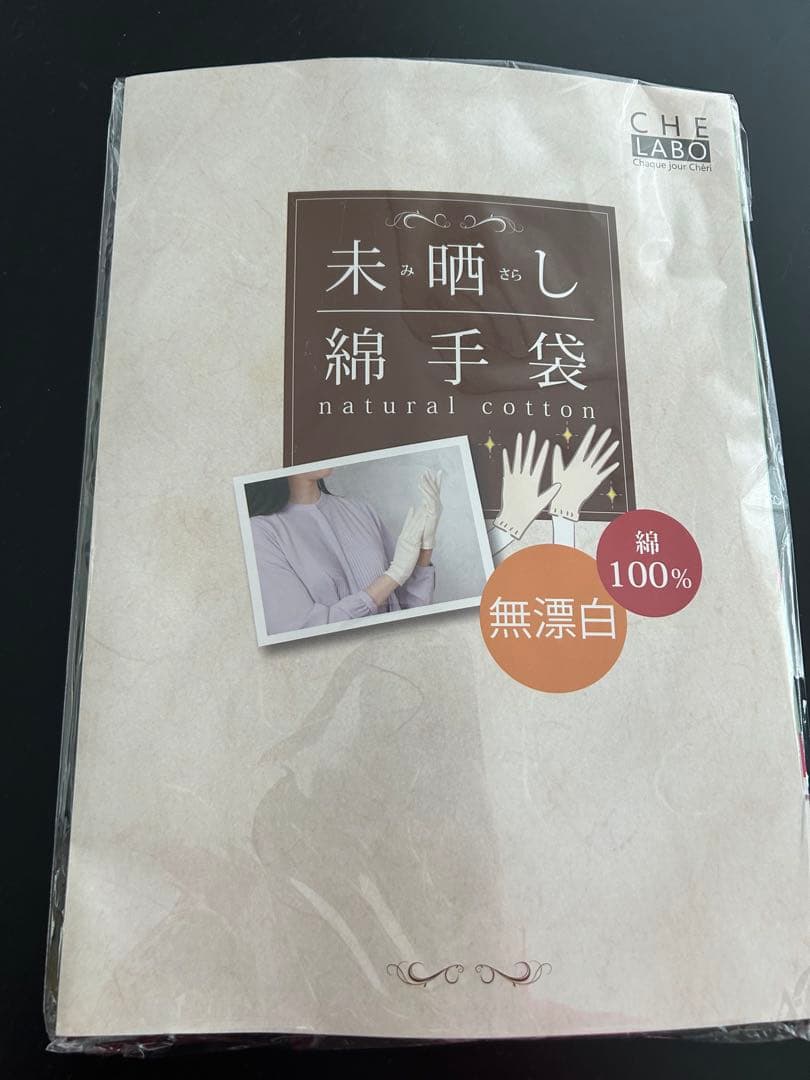 CHE
LABO
Chaque jour Chéri
未み晒さらし
綿手袋
natural cotton
綿
100%
無漂白